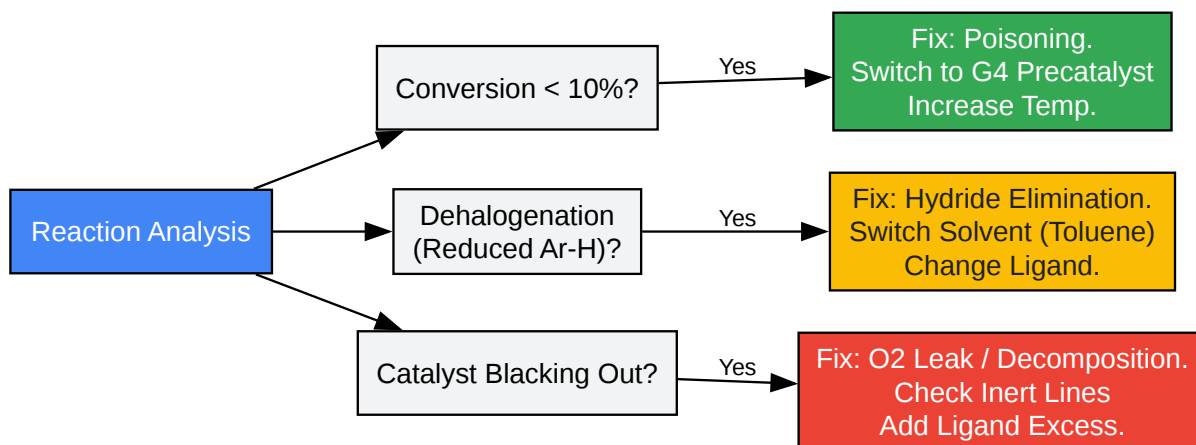 Reaction Analysis
Conversion < 10%?
Yes
Fix: Poisoning.
Switch to G4 Precatalyst
Increase Temp.
Dehalogenation
(Reduced Ar-H)?
Yes
Fix: Hydride Elimination.
Switch Solvent (Toluene)
Change Ligand.
Catalyst Blacking Out?
Yes
Fix: O2 Leak / Decomposition.
Check Inert Lines
Add Ligand Excess.